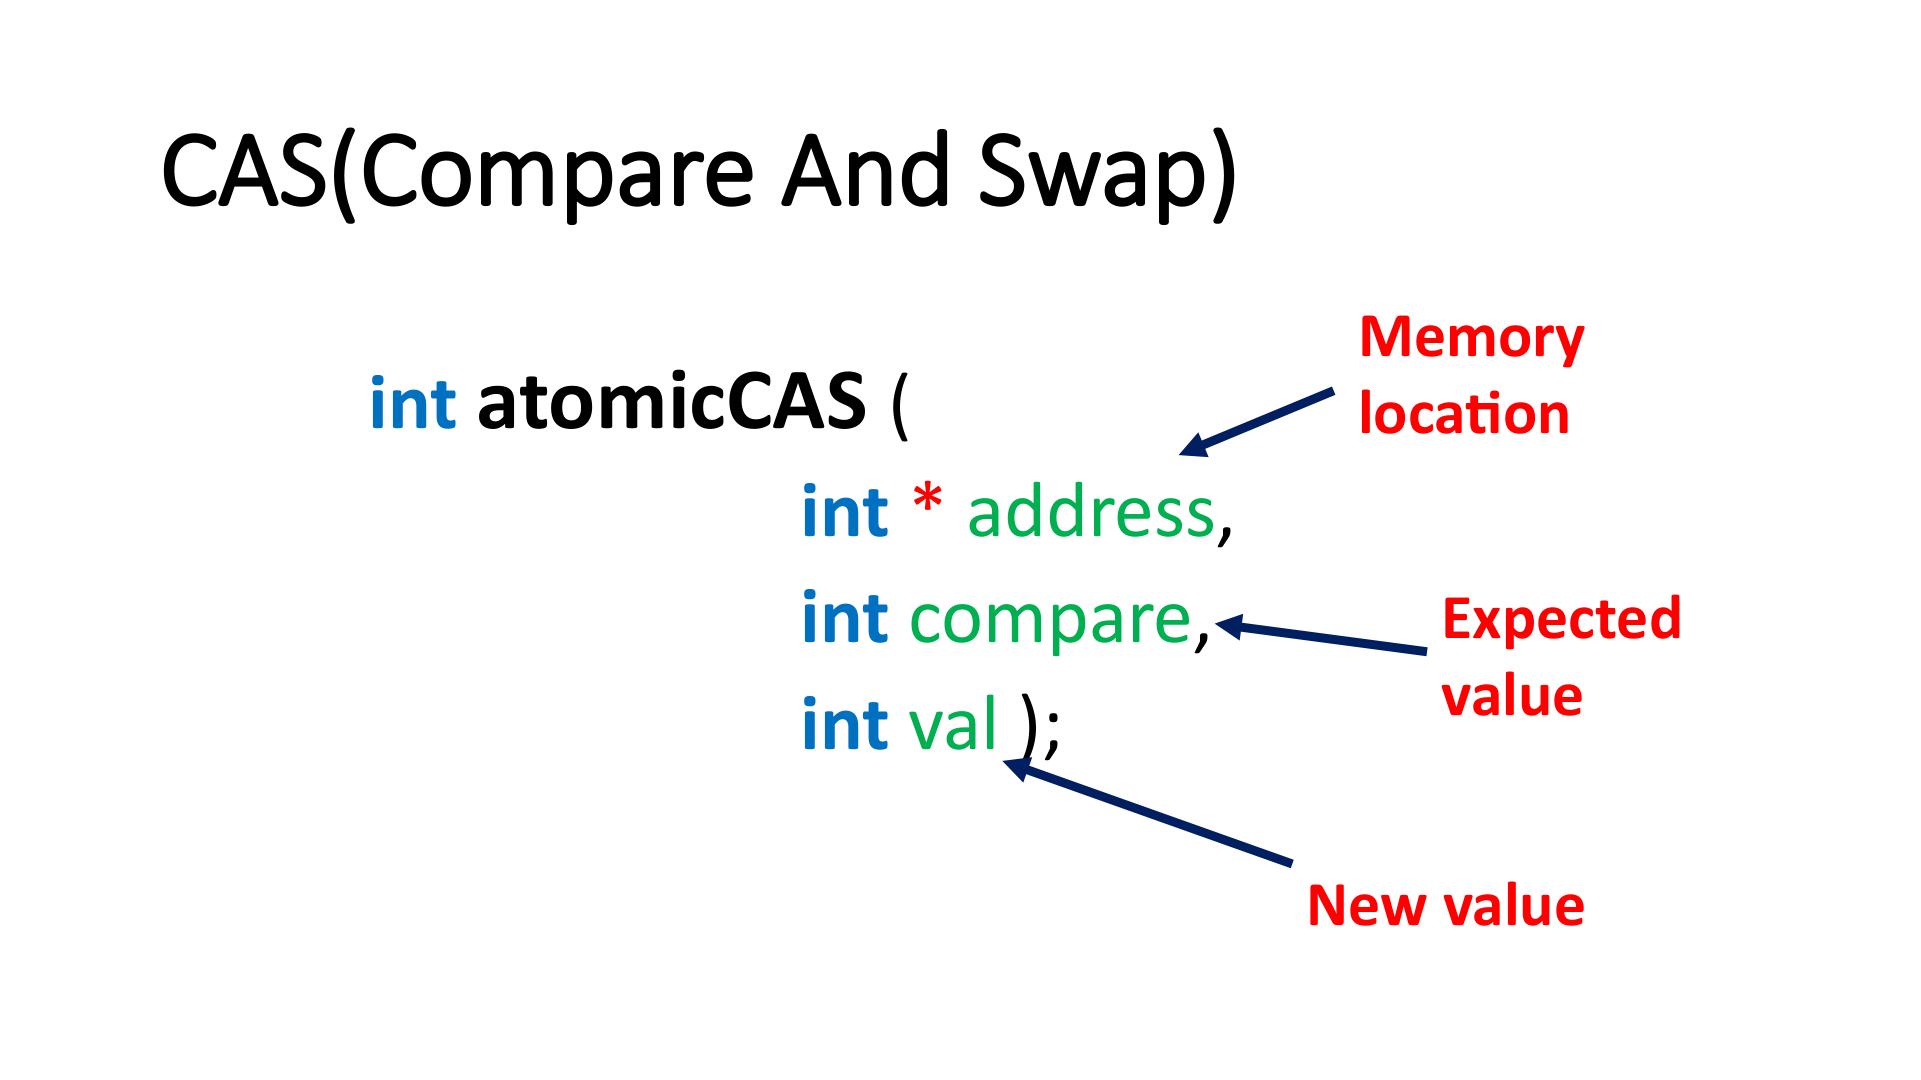 CAS(Compare And Swap)
int atomicCAS (
Memory
location
int * address,
int compare,
Expected
value
int val );
New value